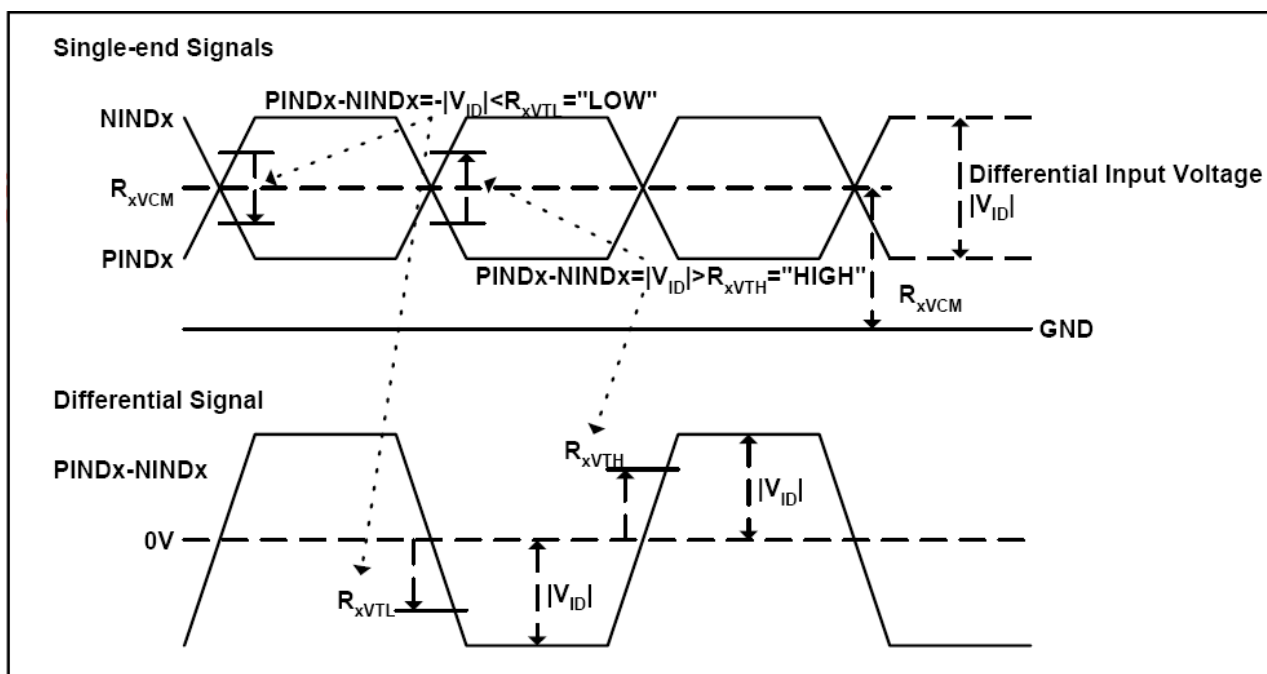 Single-end Signals
PINDx-NINDx=-|VID|<RxVTL="LOW"
NINDx
RxVCM
Differential Input Voltage
|VID|
PINDx
PINDx-NINDx=|VID|>RxVTH="HIGH"
RxVCM
GND
Differential Signal
RxVTH
PINDx-NINDx
|VID|
0V
RxVTL
|VID|